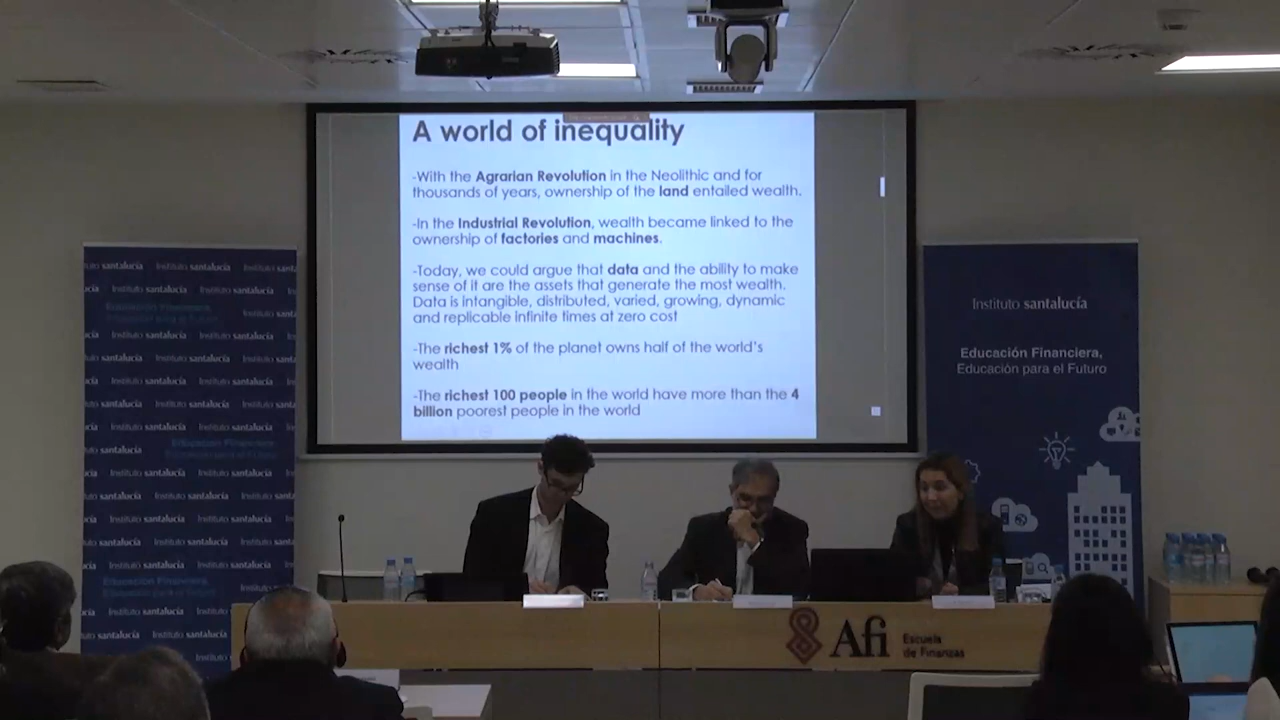 A world of inequality
-With the Agrarian Revolution in the Neolithic and for
thousands of years, ownership of the land entailed wealth.
-In the Industrial Revolution, wealth became linked to the
ownership of factories and machines.
-Today, we could argue that data and the ability to make
sense of it are the assets that generate the most wealth.
Data is intangible, distributed, varied, growing, dynamic
and replicable infinite times at zero cost
-The richest 1% of the planet owns half of the world's
wealth
-The richest 100 people in the world have more than the 4
billion poorest people in the world
Instituto santalucía
Educación Financiera,
Educación para el Futuro
Instituto santalucía
Educación Financiera
Afi
Escuela
de Finanzas